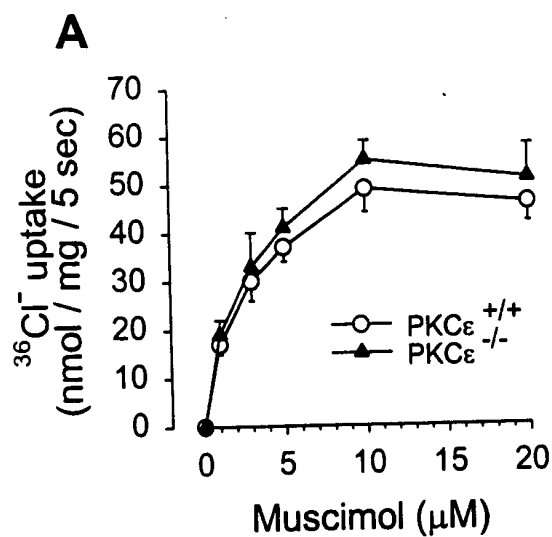 A
70
60
50
40
30
20
10
0
36Cl⁻ uptake
(nmol / mg / 5 sec)
PKCε +/+
PKCε -/-
0 5 10 15 20
Muscimol (μM)